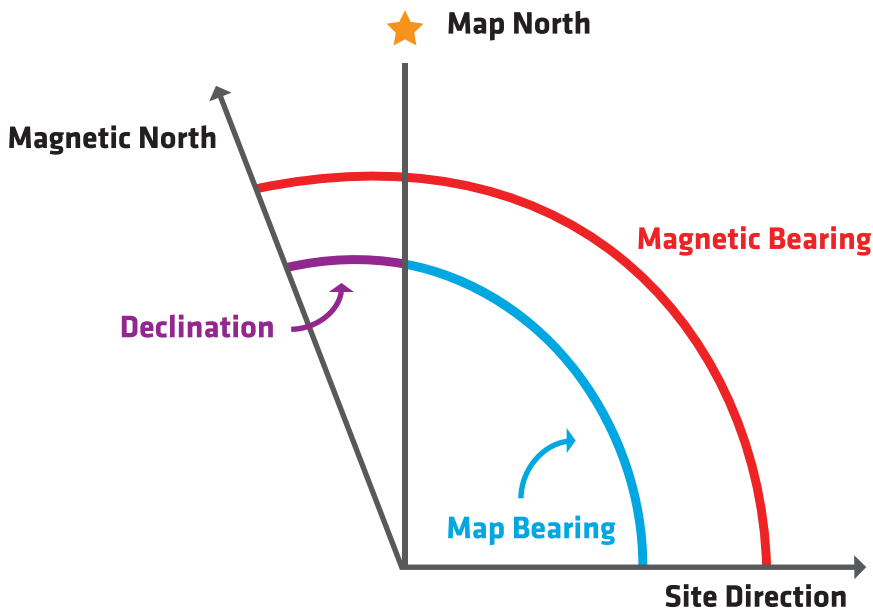 Map North
Magnetic North
Magnetic Bearing
Declination
Map Bearing
Site Direction